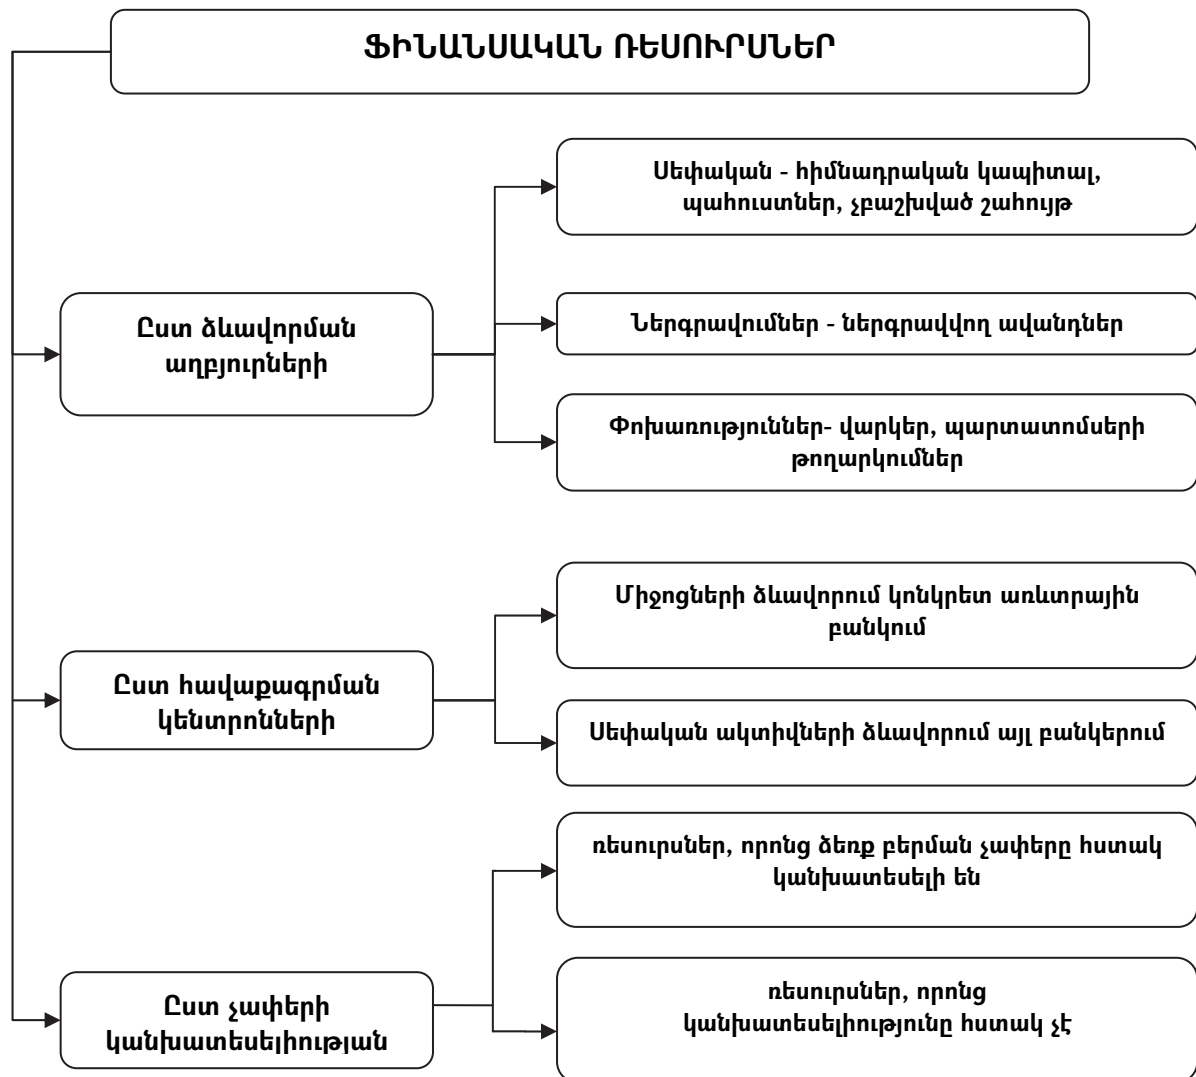 ՖԻՆԱՆՍԱԿԱՆ ՌԵՍՈՒՐՍՆԵՐ
Ըստ ձևավորման
աղբյուրների
Սեփական - հիմնադրական կապիտալ,
պահուստներ, չբաշխված շահույթ
Ներգրավումներ - ներգրավվող ավանդներ
Փոխառություններ- վարկեր, պարտատոմսերի
թողարկումներ
Ըստ հավաքագրման
կենտրոնների
Միջոցների ձևավորում կոնկրետ առևտրային
բանկում
Սեփական ակտիվների ձևավորում այլ բանկերում
Ըստ չափերի
կանխատեսելիության
ռեսուրսներ, որոնց ձեռք բերման չափերը հստակ
կանխատեսելի են
ռեսուրսներ, որոնց
կանխատեսելիությունը հստակ չէ